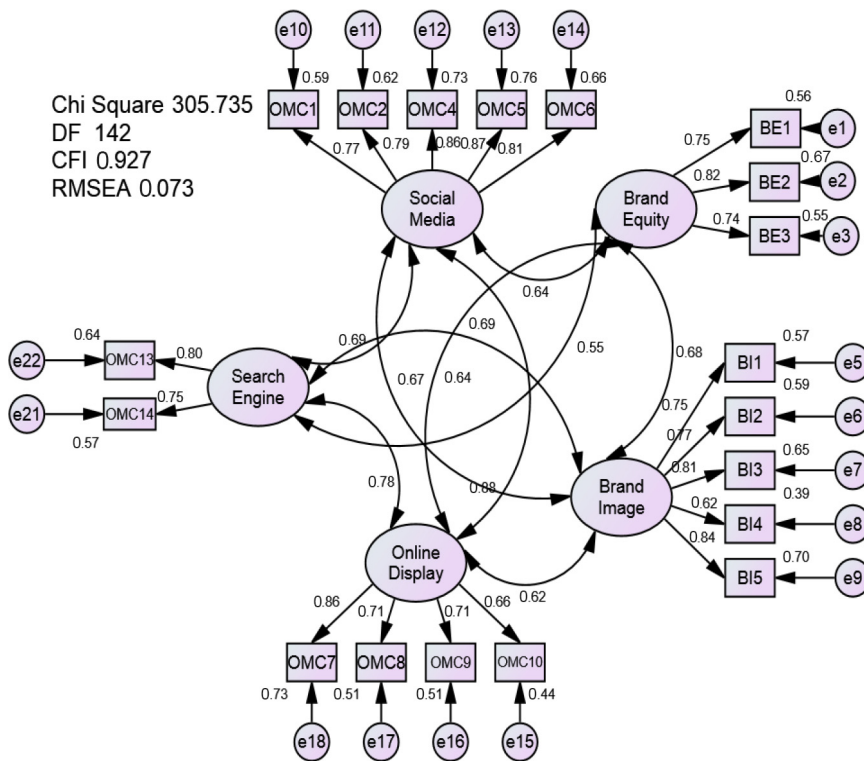 e10
e11
e12
e13
e14
0.59
0.62
0.73
0.76
0.66
OMC1
OMC2
OMC4
OMC5
OMC6
Chi Square 305.735
DF 142
CFI 0.927
RMSEA 0.073
0.77
0.79
0.86
0.87
0.81
Social
Media
Brand
Equity
0.56
BE1
e1
0.75
0.67
BE2
e2
0.82
0.55
BE3
e3
0.74
0.64
0.69
0.69
0.55
0.68
0.67
0.64
0.64
e22
OMC13
0.80
e21
OMC14
0.75
0.57
Search
Engine
0.57
BI1
e5
0.75
0.59
BI2
e6
0.77
0.65
BI3
e7
0.81
0.39
BI4
e8
0.62
0.70
BI5
e9
0.84
Brand
Image
0.78
0.88
0.62
Online
Display
0.86
0.71
0.71
0.66
OMC7
OMC8
OMC9
OMC10
0.73
0.51
0.51
0.44
e18
e17
e16
e15